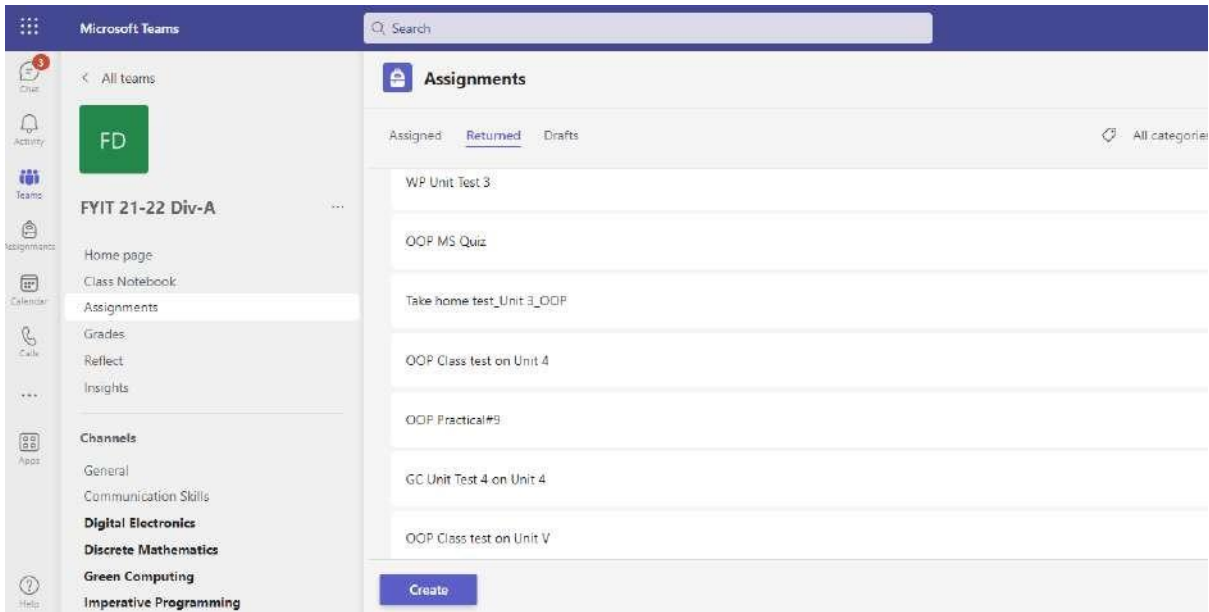 Microsoft Teams
Search
3
Chat
Activity
Teams
Assignments
Calendar
Calls
Apps
Help
All teams
FD
FYIT 21-22 Div-A
Home page
Class Notebook
Assignments
Grades
Reflect
Insights
Channels
General
Communication Skills
Digital Electronics
Discrete Mathematics
Green Computing
Imperative Programming
Assignments
Assigned Returned Drafts
All categories
WP Unit Test 3
OOP MS Quiz
Take home test_Unit 3_OOP
OOP Class test on Unit 4
OOP Practical#9
GC Unit Test 4 on Unit 4
OOP Class test on Unit V
Create